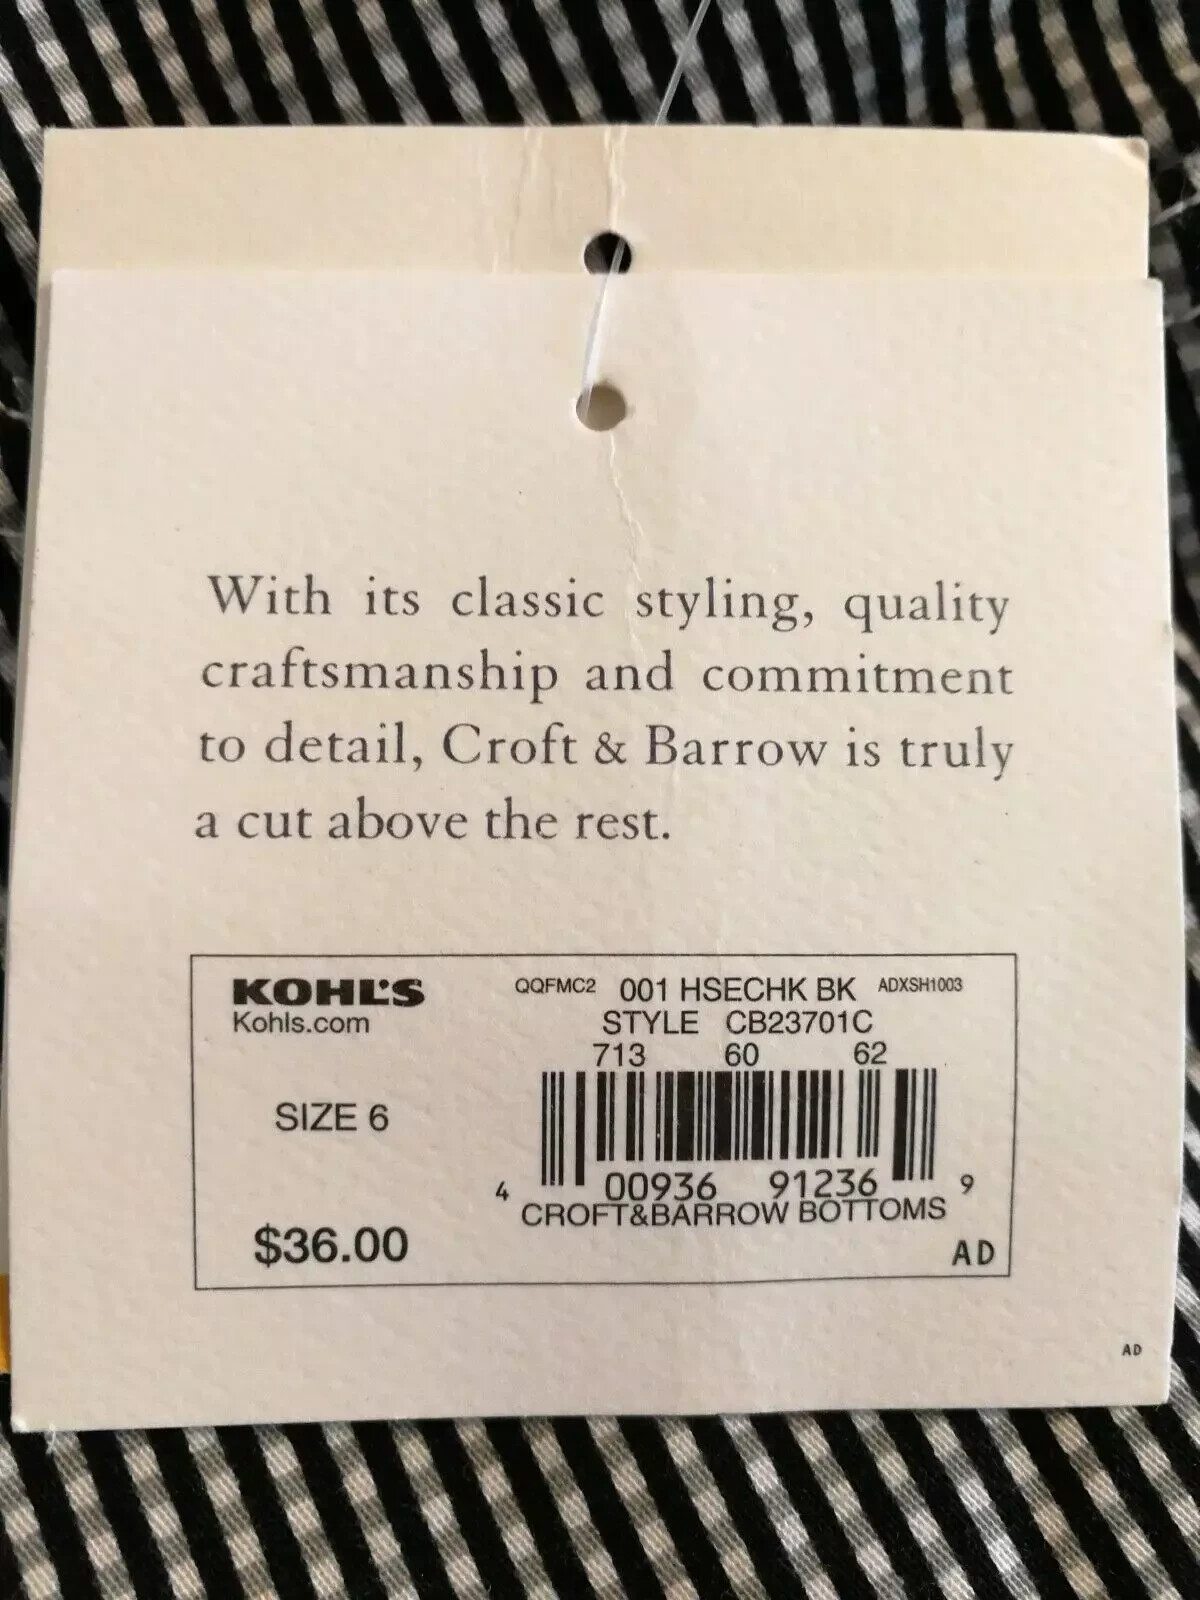 With its classic styling, quality
craftsmanship and commitment
to detail, Croft & Barrow is truly
a cut above the rest.
KOHL'S
Kohls.com
QQFMC2 001 HSECHK BK ADXSH1003
STYLE CB23701C
713 60 62
SIZE 6
4 00936 91236 9
CROFT&BARROW BOTTOMS
$36.00
AD
AD